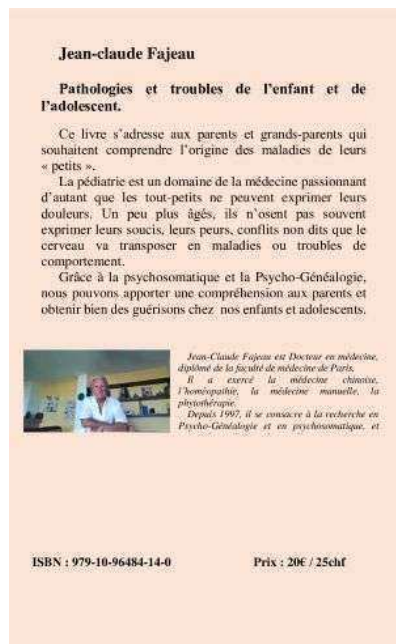 Jean-claude Fajeau
Pathologies et troubles de l'enfant et de
l'adolescent.
Ce livre s'adresse aux parents et grands-parents qui
souhaitent comprendre l'origine des maladies de leurs
« petits ».
La pédiatrie est un domaine de la médecine passionnant
d'autant que les tout-petits ne peuvent exprimer leurs
douleurs. Un peu plus âgés, ils n'osent pas souvent
exprimer leurs soucis, leurs peurs, conflits non dits que le
cerveau va transposer en maladies ou troubles de
comportement.
Grâce à la psychosomatique et la Psycho-Généalogie,
nous pouvons apporter une compréhension aux parents et
obtenir bien des guérisons chez nos enfants et adolescents.
Jean-Claude Fajeau est Docteur en médecine,
diplômé de la faculté de médecine de Paris.
Il a exercé la médecine chinoise,
l'homéopathie, la médecine manuelle, la
phytothérapie.
Depuis 1997, il se consacre à la recherche en
Psycho-Généalogie et en psychosomatique, et
ISBN : 979-10-96484-14-0
Prix : 20€ / 25chf